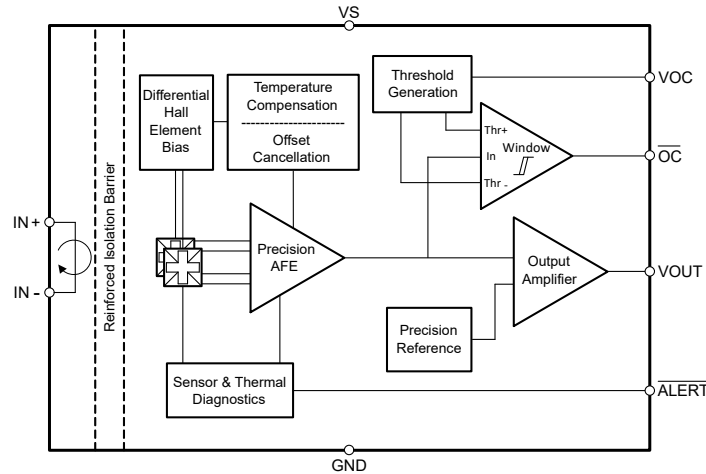 VS
Differential
Hall
Element
Bias
Temperature
Compensation
Offset
Cancellation
Threshold
Generation
VOC
Thr+
In
Window
Thr -
OC
Reinforced Isolation Barrier
IN+
IN -
Precision
AFE
Output
Amplifier
VOUT
Precision
Reference
Sensor & Thermal
Diagnostics
ALERT
GND